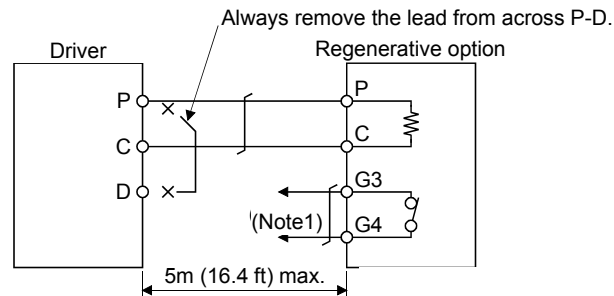 Always remove the lead from across P-D.
Driver
Regenerative option
P
P
C
C
D
G3
(Note1)
G4
5m (16.4 ft) max.